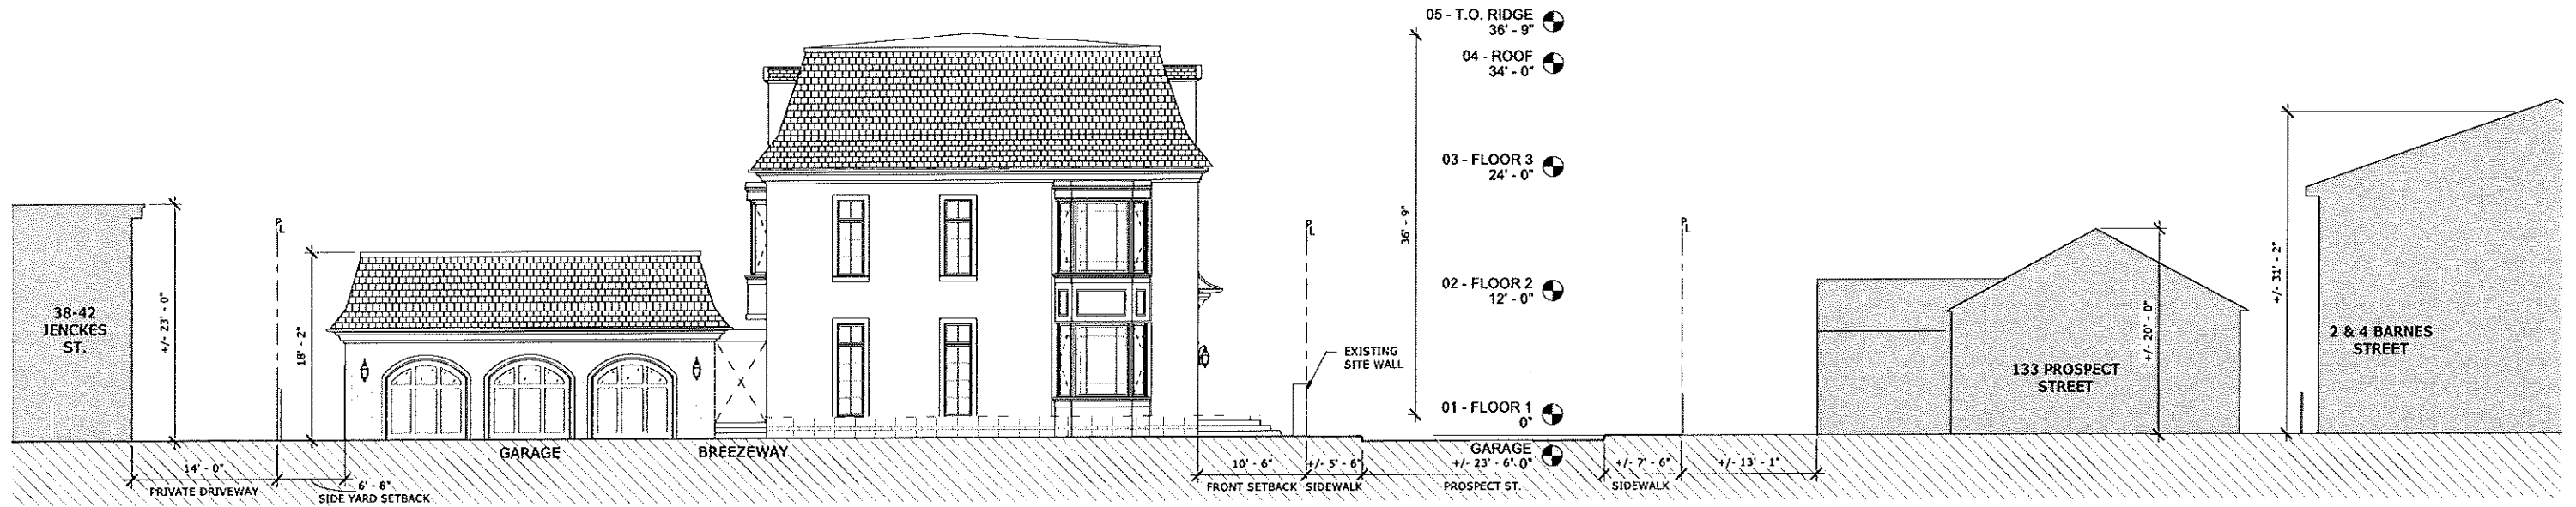 05 - T.O. RIDGE
36' - 9"
04 - ROOF
34' - 0"
03 - FLOOR 3
24' - 0"
02 - FLOOR 2
12' - 0"
01 - FLOOR 1
0"
GARAGE
0"
36' - 9"
38-42
JENCKES
ST.
+/- 23' - 0"
PL
18' - 2"
GARAGE
BREEZEWAY
14' - 0"
PRIVATE DRIVEWAY
6' - 8"
SIDE YARD SETBACK
PL
EXISTING
SITE WALL
10' - 6"
FRONT SETBACK
+/- 5' - 6"
SIDEWALK
+/- 23' - 6"
PROSPECT ST.
+/- 7' - 6"
SIDEWALK
PL
+/- 13' - 1"
133 PROSPECT
STREET
+/- 20' - 0"
+/- 31' - 2"
2 & 4 BARNES
STREET